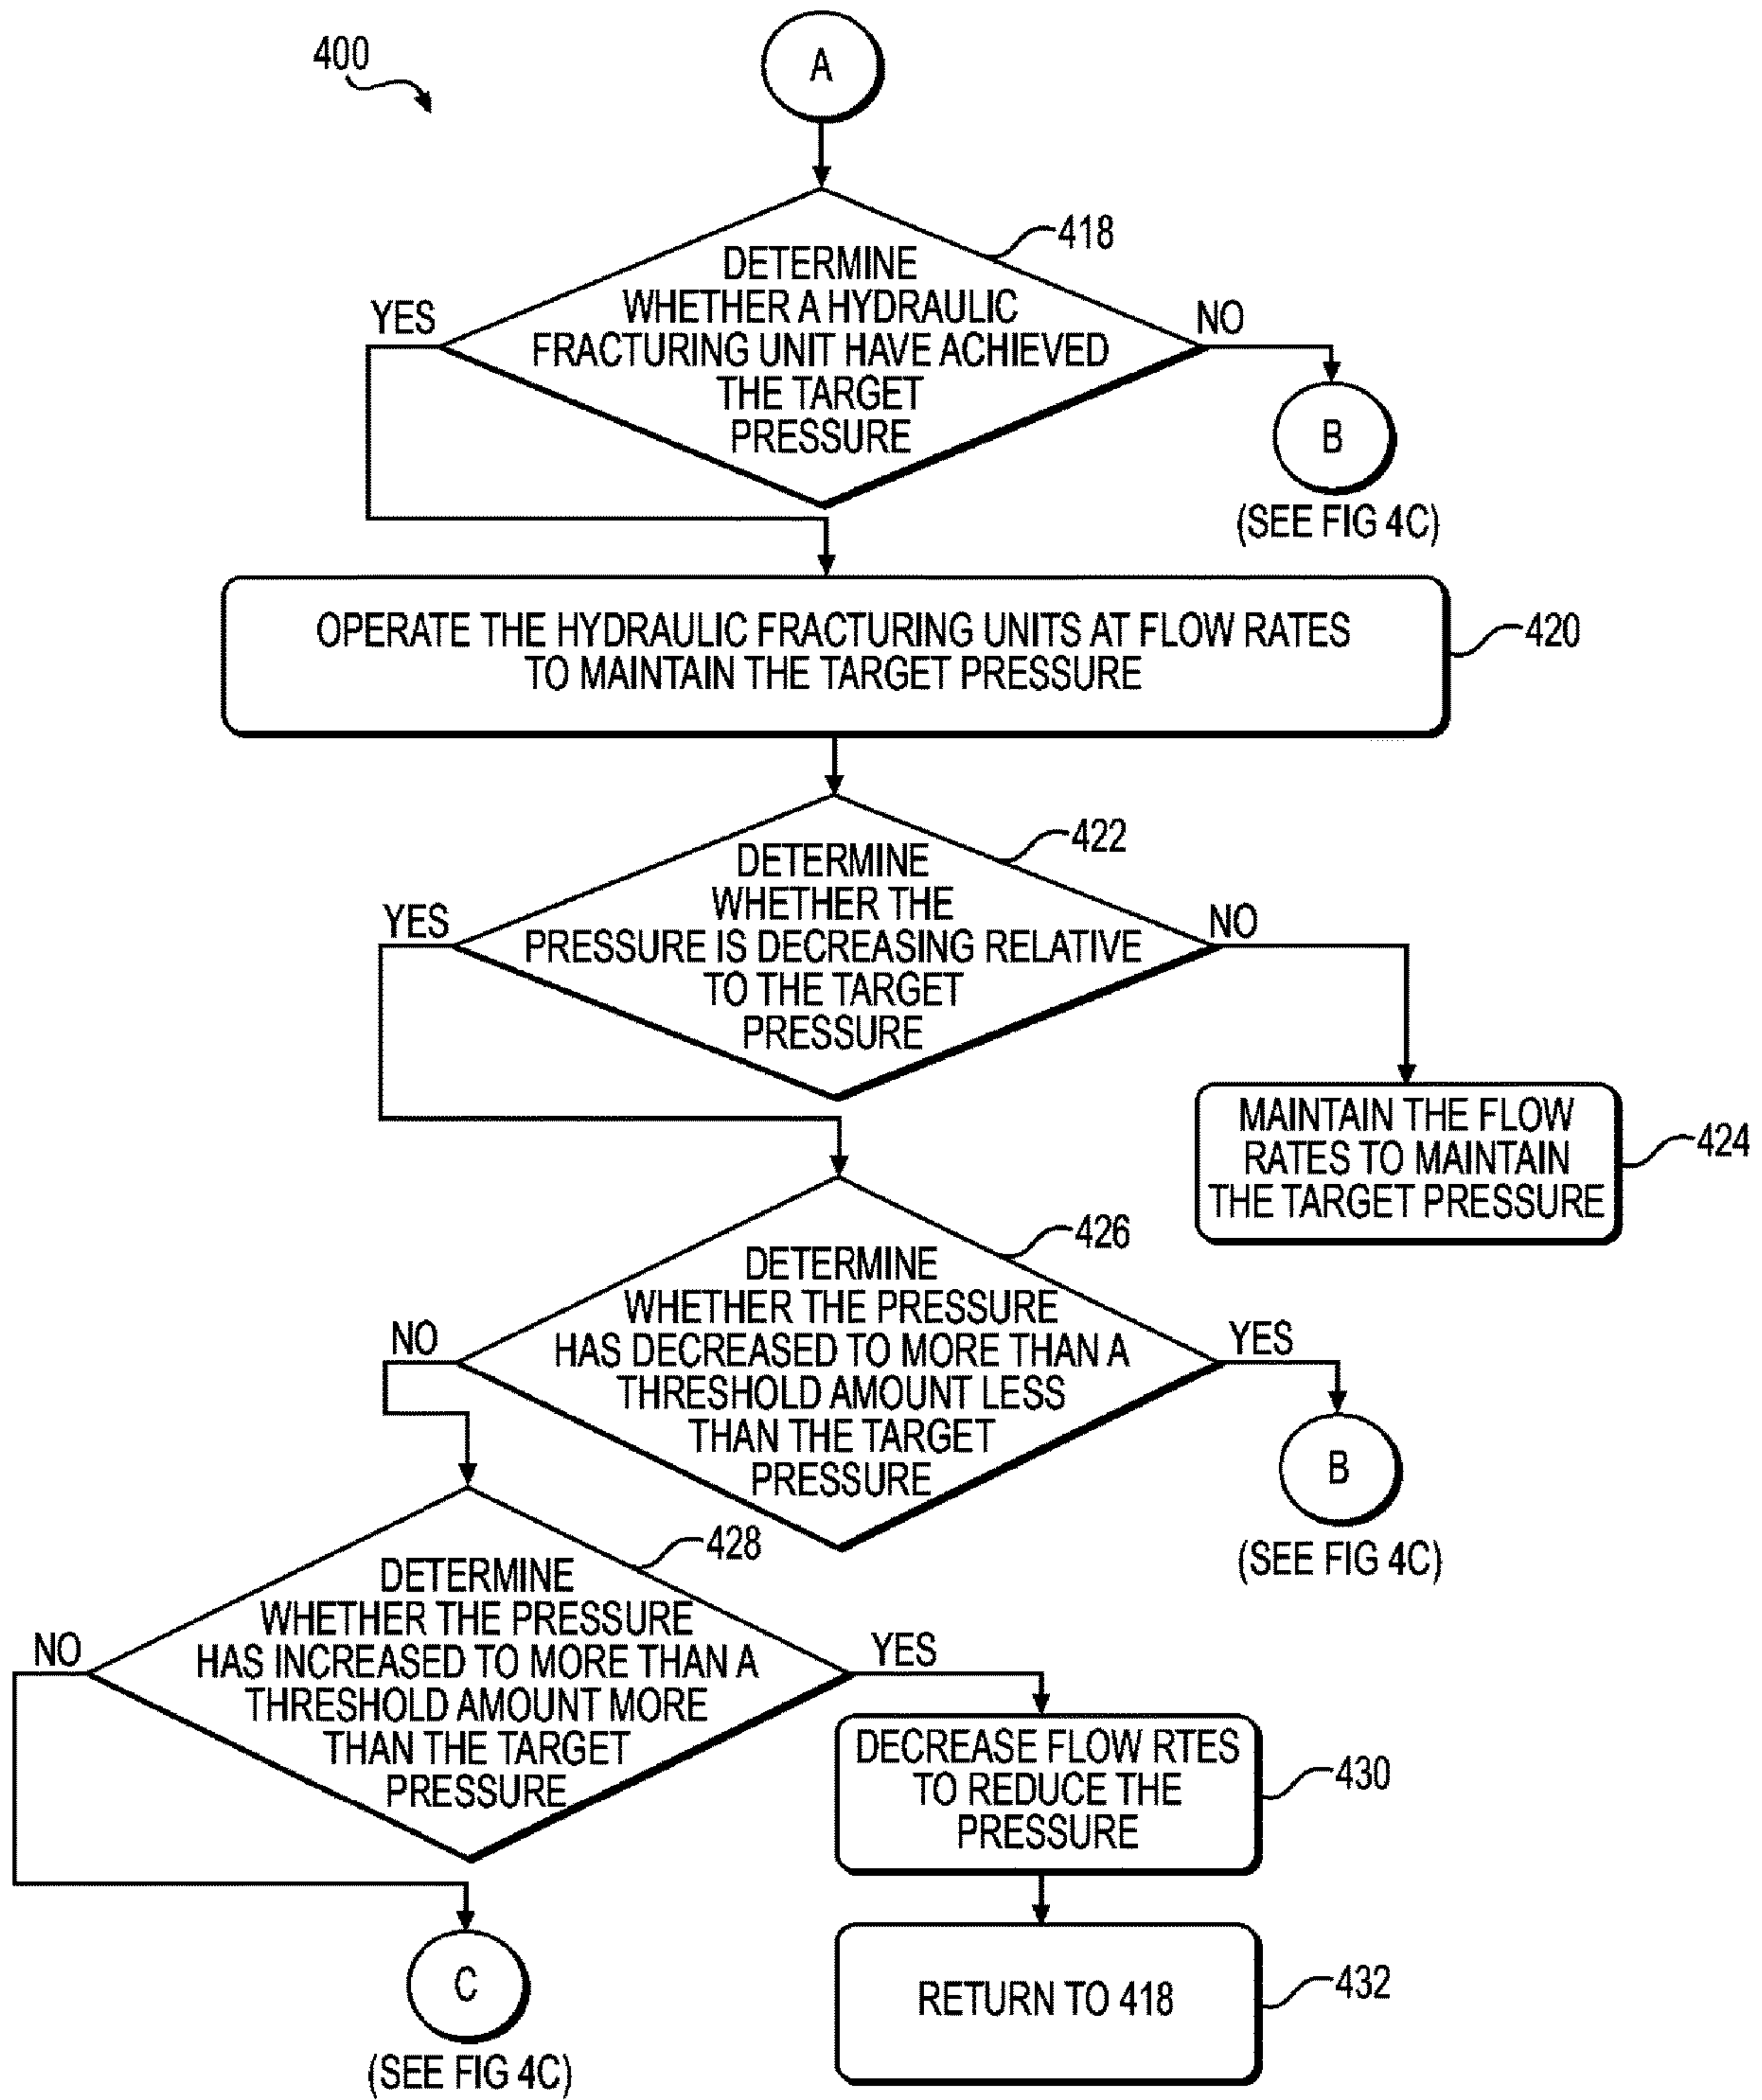 400
A
418
DETERMINE
WHETHER A HYDRAULIC
FRACTURING UNIT HAVE ACHIEVED
THE TARGET
PRESSURE
YES
NO
B
(SEE FIG 4C)
OPERATE THE HYDRAULIC FRACTURING UNITS AT FLOW RATES
TO MAINTAIN THE TARGET PRESSURE
420
422
DETERMINE
WHETHER THE
PRESSURE IS DECREASING RELATIVE
TO THE TARGET
PRESSURE
YES
NO
MAINTAIN THE FLOW
RATES TO MAINTAIN
THE TARGET PRESSURE
424
426
DETERMINE
WHETHER THE PRESSURE
HAS DECREASED TO MORE THAN A
THRESHOLD AMOUNT LESS
THAN THE TARGET
PRESSURE
NO
YES
B
(SEE FIG 4C)
428
DETERMINE
WHETHER THE PRESSURE
HAS INCREASED TO MORE THAN A
THRESHOLD AMOUNT MORE
THAN THE TARGET
PRESSURE
NO
YES
DECREASE FLOW RTES
TO REDUCE THE
PRESSURE
430
C
(SEE FIG 4C)
RETURN TO 418
432